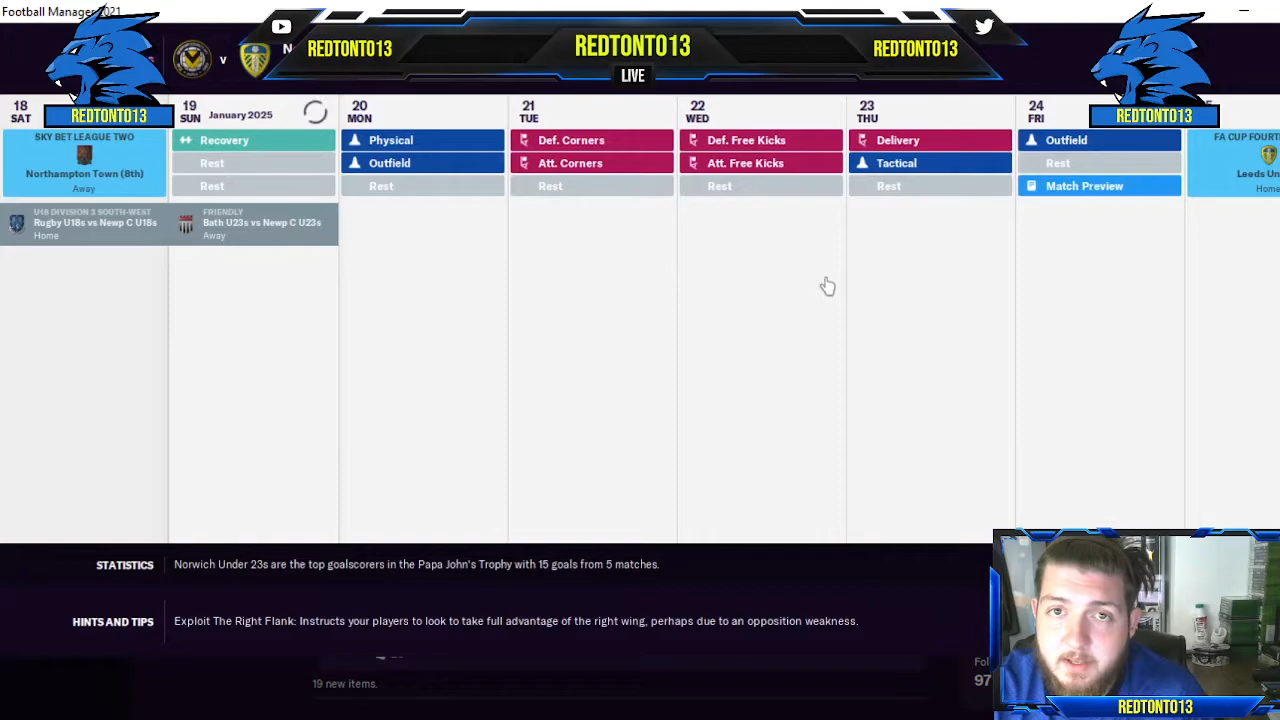 Football Manager 2021
REDTONTO13
REDTONTO13
REDTONTO13
LIVE
v
N
REDTONTO13
REDTONTO13
18
SAT
19
SUN
January 2025
20
MON
21
TUE
22
WED
23
THU
24
FRI
SKY BET LEAGUE TWO
Northampton Town (8th)
Away
Recovery
Rest
Rest
Physical
Outfield
Rest
Def. Corners
Att. Corners
Rest
Def. Free Kicks
Att. Free Kicks
Rest
Delivery
Tactical
Rest
Outfield
Rest
Match Preview
FA CUP FOURTH
Leeds Un
Home
U18 DIVISION 3 SOUTH-WEST
Rugby U18s vs Newp C U18s
Home
FRIENDLY
Bath U23s vs Newp C U23s
Away
STATISTICS
Norwich Under 23s are the top goalscorers in the Papa John's Trophy with 15 goals from 5 matches.
HINTS AND TIPS
Exploit The Right Flank: Instructs your players to look to take full advantage of the right wing, perhaps due to an opposition weakness.
19 new items.
Fol
97
REDTONTO13